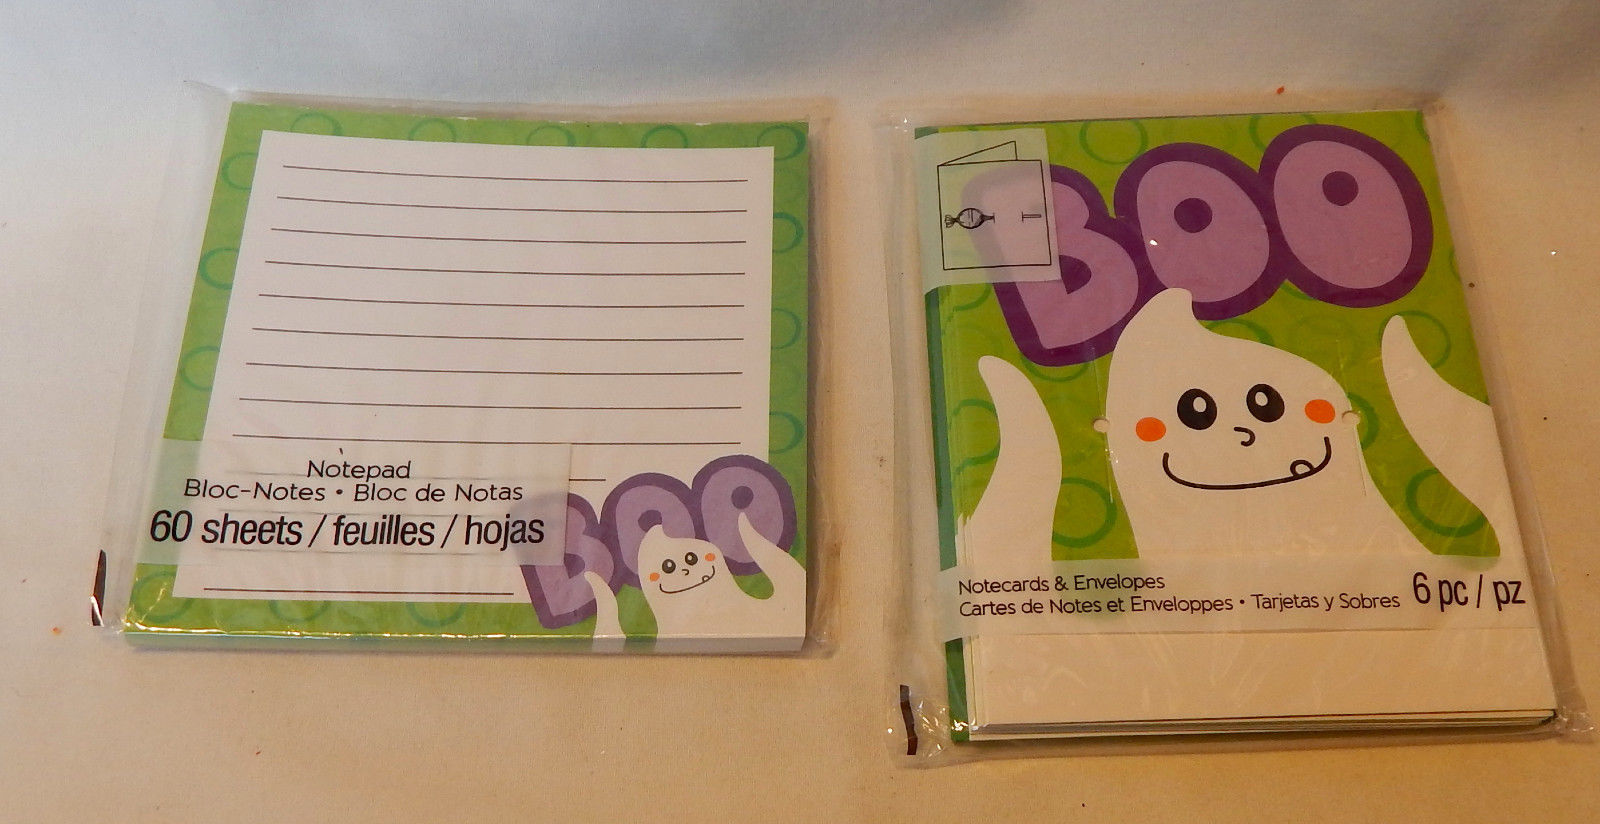 Notepad
Bloc-Notes • Bloc de Notas
60 sheets / feuilles / hojas
BOO
BOO
Notecards & Envelopes
Cartes de Notes et Enveloppes • Tarjetas y Sobres
6 pc / pz